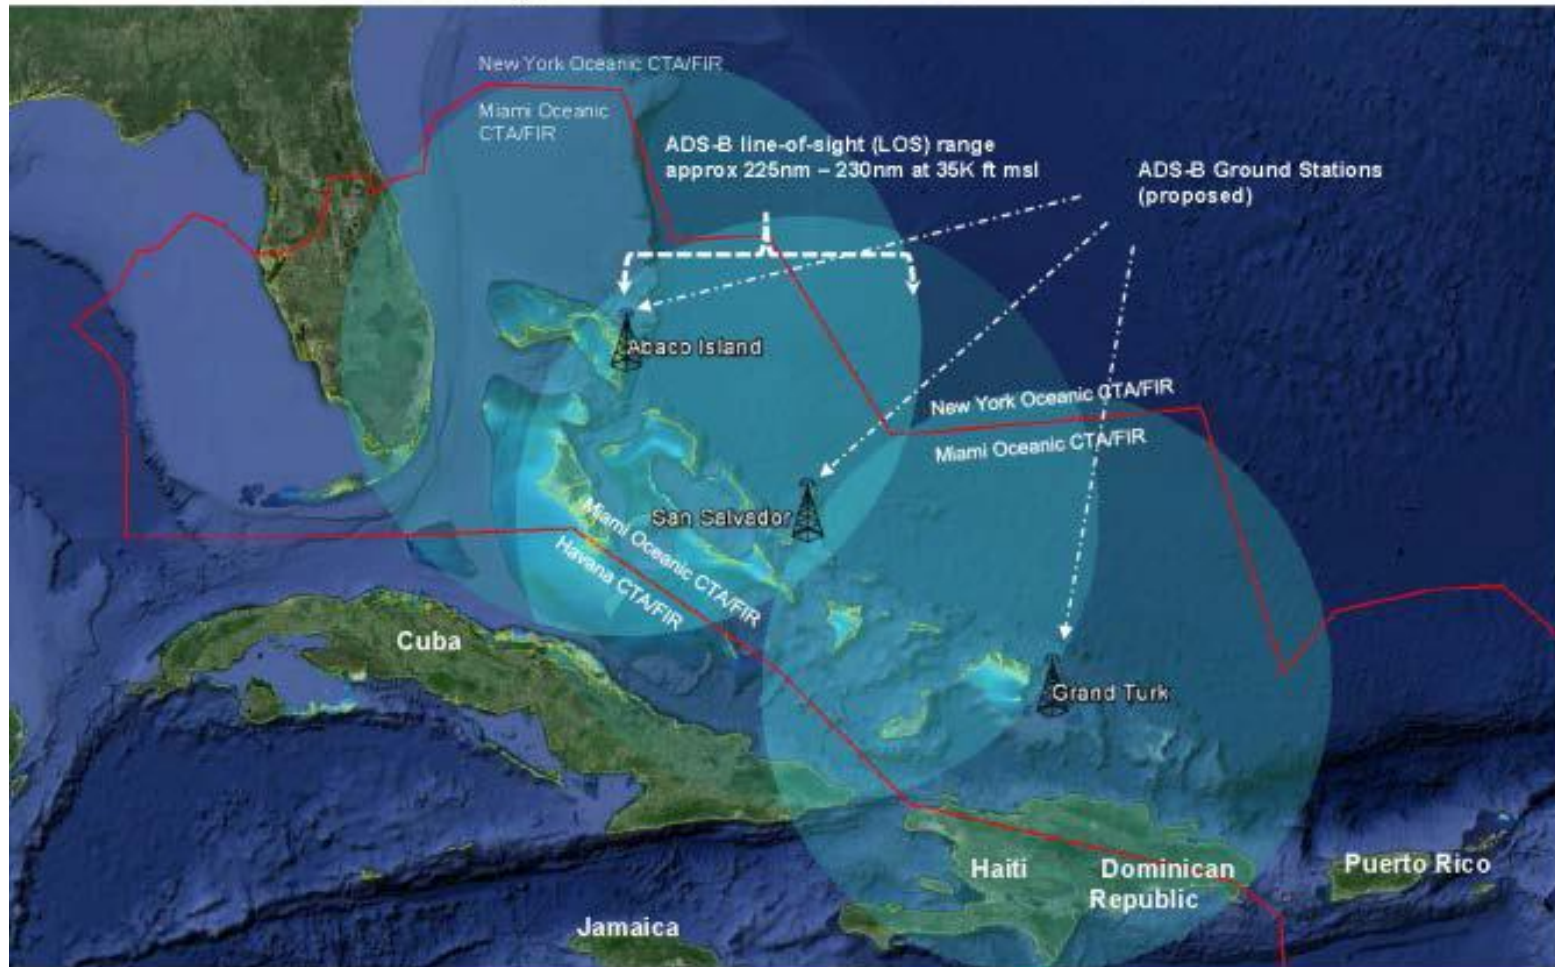 New York Oceanic CTA/FIR
Miami Oceanic
CTA/FIR
ADS-B line-of-sight (LOS) range
approx 225nm – 230nm at 35K ft msl
ADS-B Ground Stations
(proposed)
Abaco Island
New York Oceanic CTA/FIR
Miami Oceanic CTA/FIR
San Salvador
Miami Oceanic CTA/FIR
Havana CTA/FIR
Cuba
Grand Turk
Haiti
Dominican
Republic
Puerto Rico
Jamaica